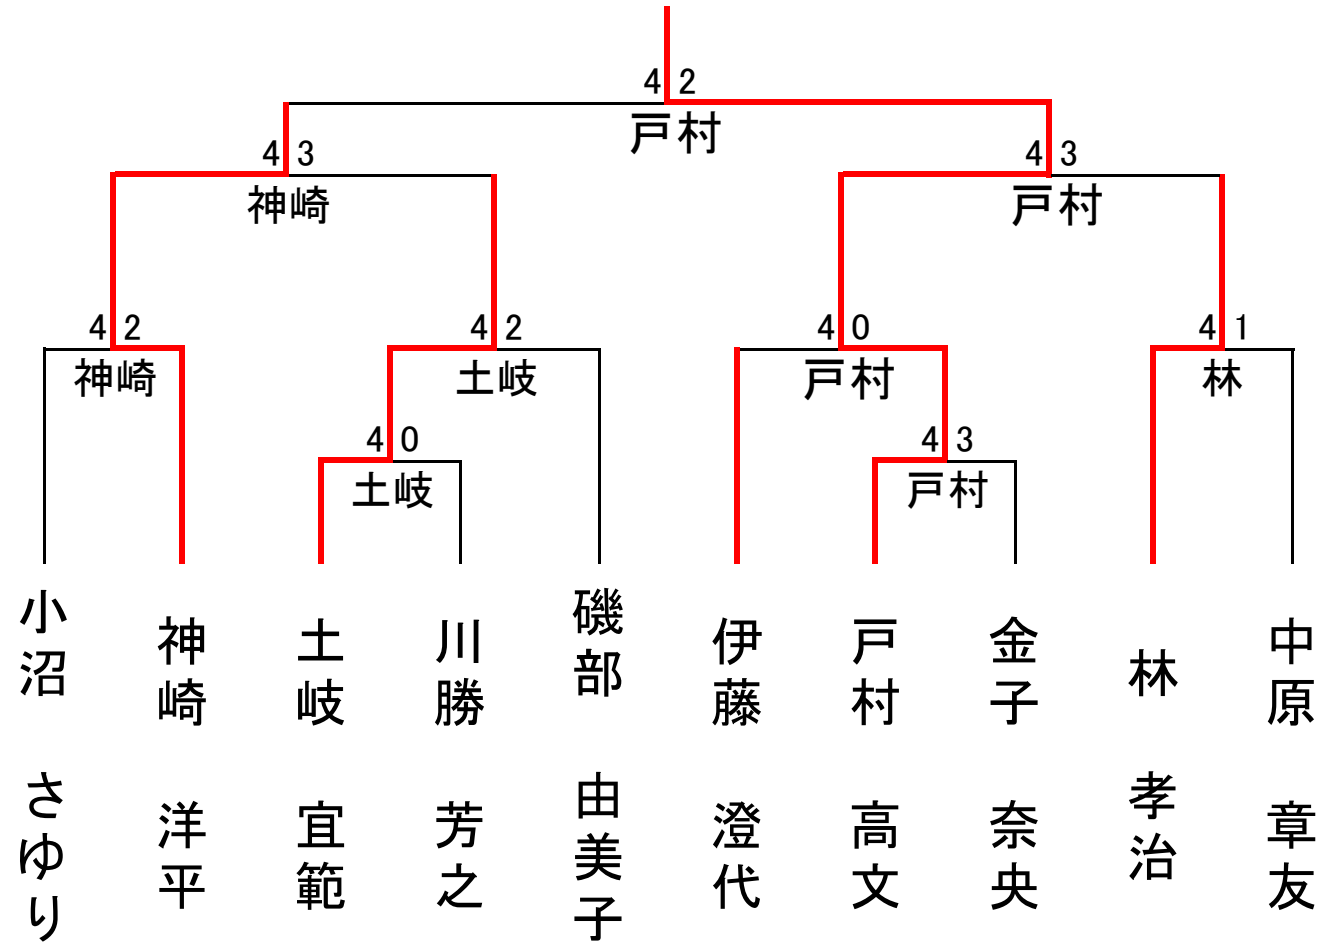 4 2
戸村
4 3
神崎
4 3
戸村
4 2
神崎
4 2
土岐
4 0
戸村
4 1
林
4 0
土岐
4 3
戸村
小沼 さゆり
神崎 洋平
土岐 宜範
川勝 芳之
磯部 由美子
伊藤 澄代
戸村 高文
金子 奈央
林 孝治
中原 章友